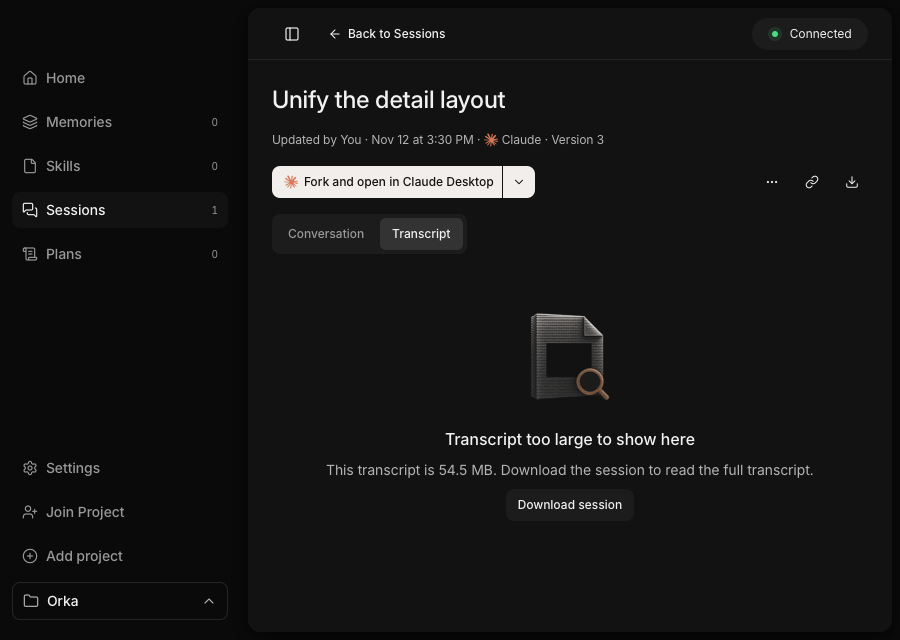 Back to Sessions
Connected
Home
Memories 0
Skills 0
Sessions 1
Plans 0
Settings
Join Project
Add project
Orka
Unify the detail layout
Updated by You · Nov 12 at 3:30 PM · Claude · Version 3
Fork and open in Claude Desktop
Conversation Transcript
Transcript too large to show here
This transcript is 54.5 MB. Download the session to read the full transcript.
Download session